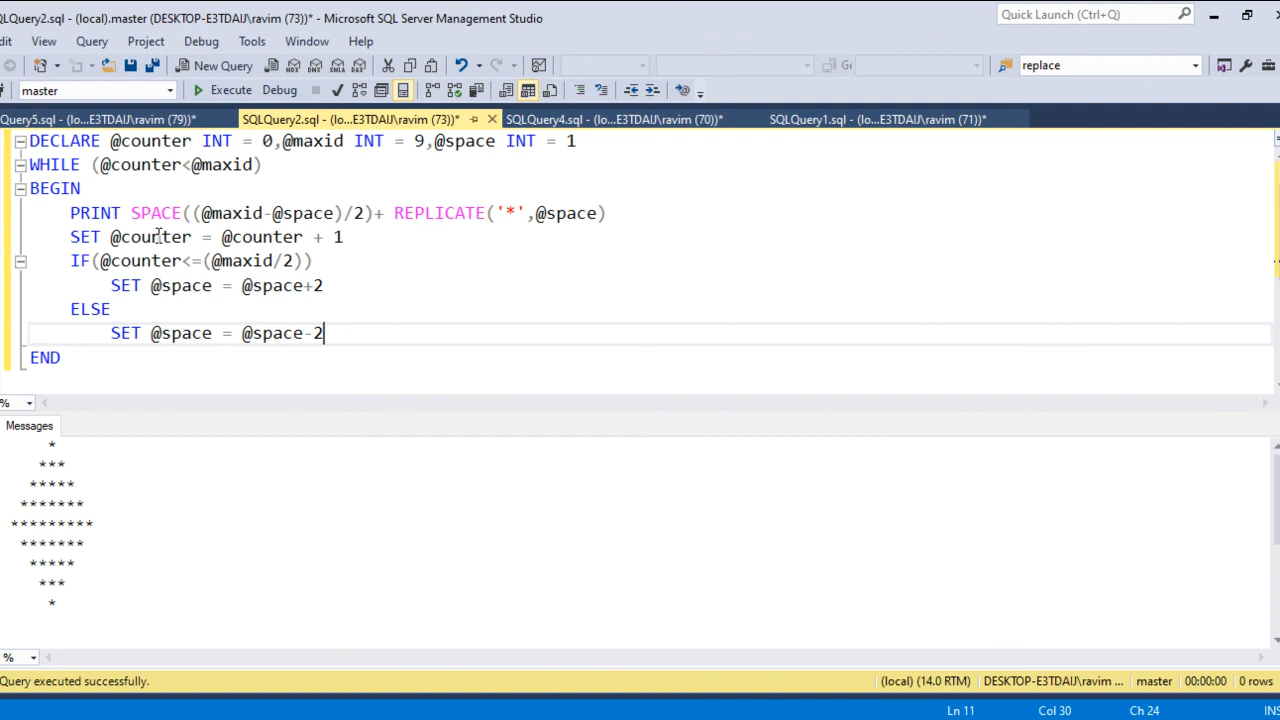 QLQuery2.sql - (local).master (DESKTOP-E3TDAIJ\ravim (73))* - Microsoft SQL Server Management Studio
Quick Launch (Ctrl+Q)
dit View Query Project Debug Tools Window Help
New Query
Ge
replace
master
Execute Debug
Query5.sql - (lo...E3TDAIJ\ravim (79))* SQLQuery2.sql - (lo...E3TDAIJ\ravim (73))* SQLQuery4.sql - (lo...E3TDAIJ\ravim (70))* SQLQuery1.sql - (lo...E3TDAIJ\ravim (71))*
DECLARE @counter INT = 0,@maxid INT = 9,@space INT = 1
WHILE (@counter<@maxid)
BEGIN
PRINT SPACE((@maxid-@space)/2)+ REPLICATE('*',@space)
SET @counter = @counter + 1
IF(@counter<=(@maxid/2))
SET @space = @space+2
ELSE
SET @space = @space-2
END
%
Messages
*
***
*****
*******
*********
*******
*****
***
*
%
Query executed successfully.
(local) (14.0 RTM) DESKTOP-E3TDAIJ\ravim ... master 00:00:00 0 rows
Ln 11 Col 30 Ch 24 INS